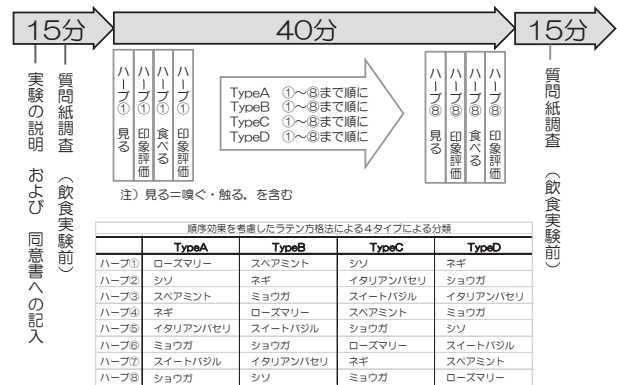 15分
40分
15分
実験の説明 および 同意書への記入
質問紙調査 （飲食実験前）
ハーブ① 見る
ハーブ① 印象評価
ハーブ① 食べる
ハーブ① 印象評価
TypeA ①～⑧まで順に
TypeB ①～⑧まで順に
TypeC ①～⑧まで順に
TypeD ①～⑧まで順に
ハーブ⑧ 見る
ハーブ⑧ 印象評価
ハーブ⑧ 食べる
ハーブ⑧ 印象評価
質問紙調査 （飲食実験前）
注）見る＝嗅ぐ・触る，を含む
順序効果を考慮したラテン方格法による4タイプによる分類
TypeA TypeB TypeC TypeD
ハーブ① ローズマリー スペアミント シソ ネギ
ハーブ② シソ ネギ イタリアンパセリ ショウガ
ハーブ③ スペアミント ミョウガ スイートバジル イタリアンパセリ
ハーブ④ ネギ ローズマリー スペアミント ミョウガ
ハーブ⑤ イタリアンパセリ スイートバジル ショウガ シソ
ハーブ⑥ ミョウガ ショウガ ローズマリー スイートバジル
ハーブ⑦ スイートバジル イタリアンパセリ ネギ スペアミント
ハーブ⑧ ショウガ シソ ミョウガ ローズマリー